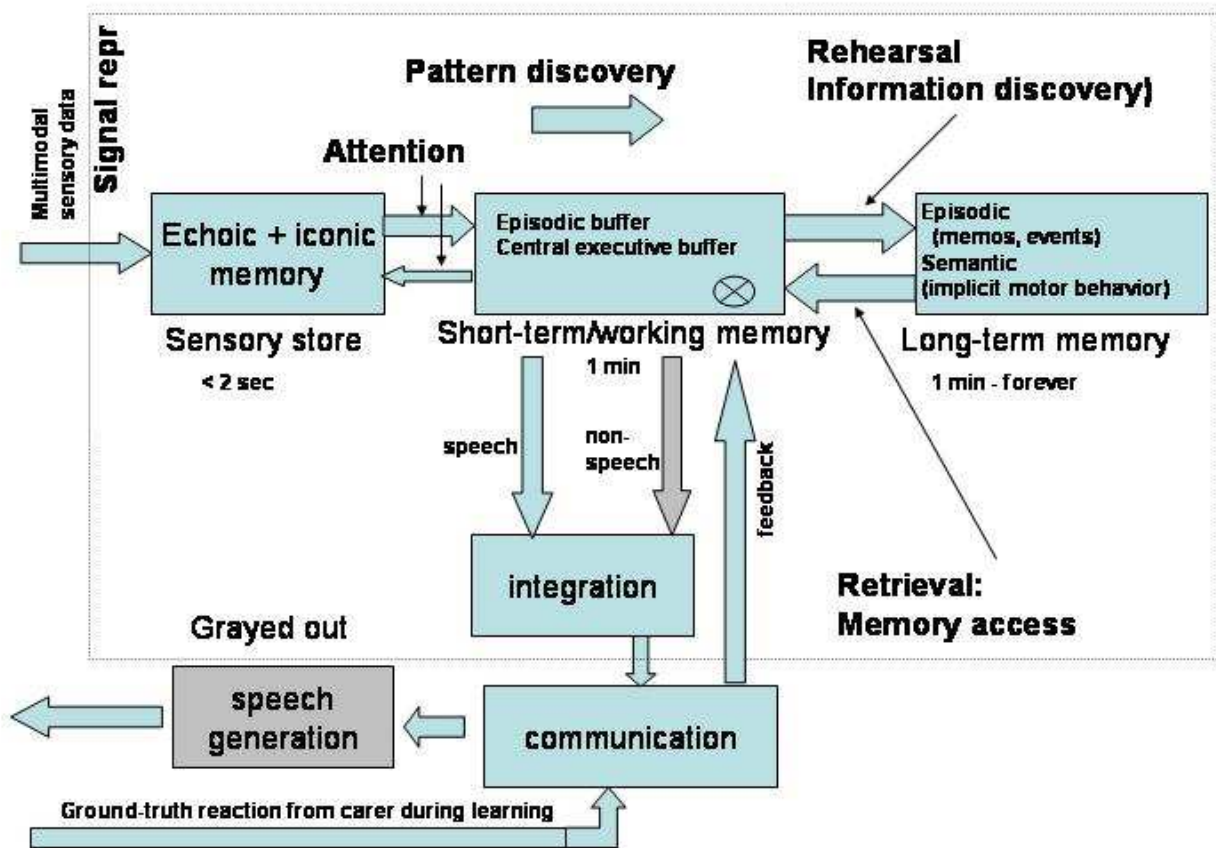 Signal repr
Multimodal
sensory data
Pattern discovery
Rehearsal
Information discovery)
Attention
Echoic + iconic
memory
Episodic buffer
Central executive buffer
Episodic
(memos, events)
Semantic
(implicit motor behavior)
Sensory store
< 2 sec
Short-term/working memory
1 min
Long-term memory
1 min - forever
speech
non-
speech
feedback
integration
Retrieval:
Memory access
Grayed out
speech
generation
communication
Ground-truth reaction from carer during learning